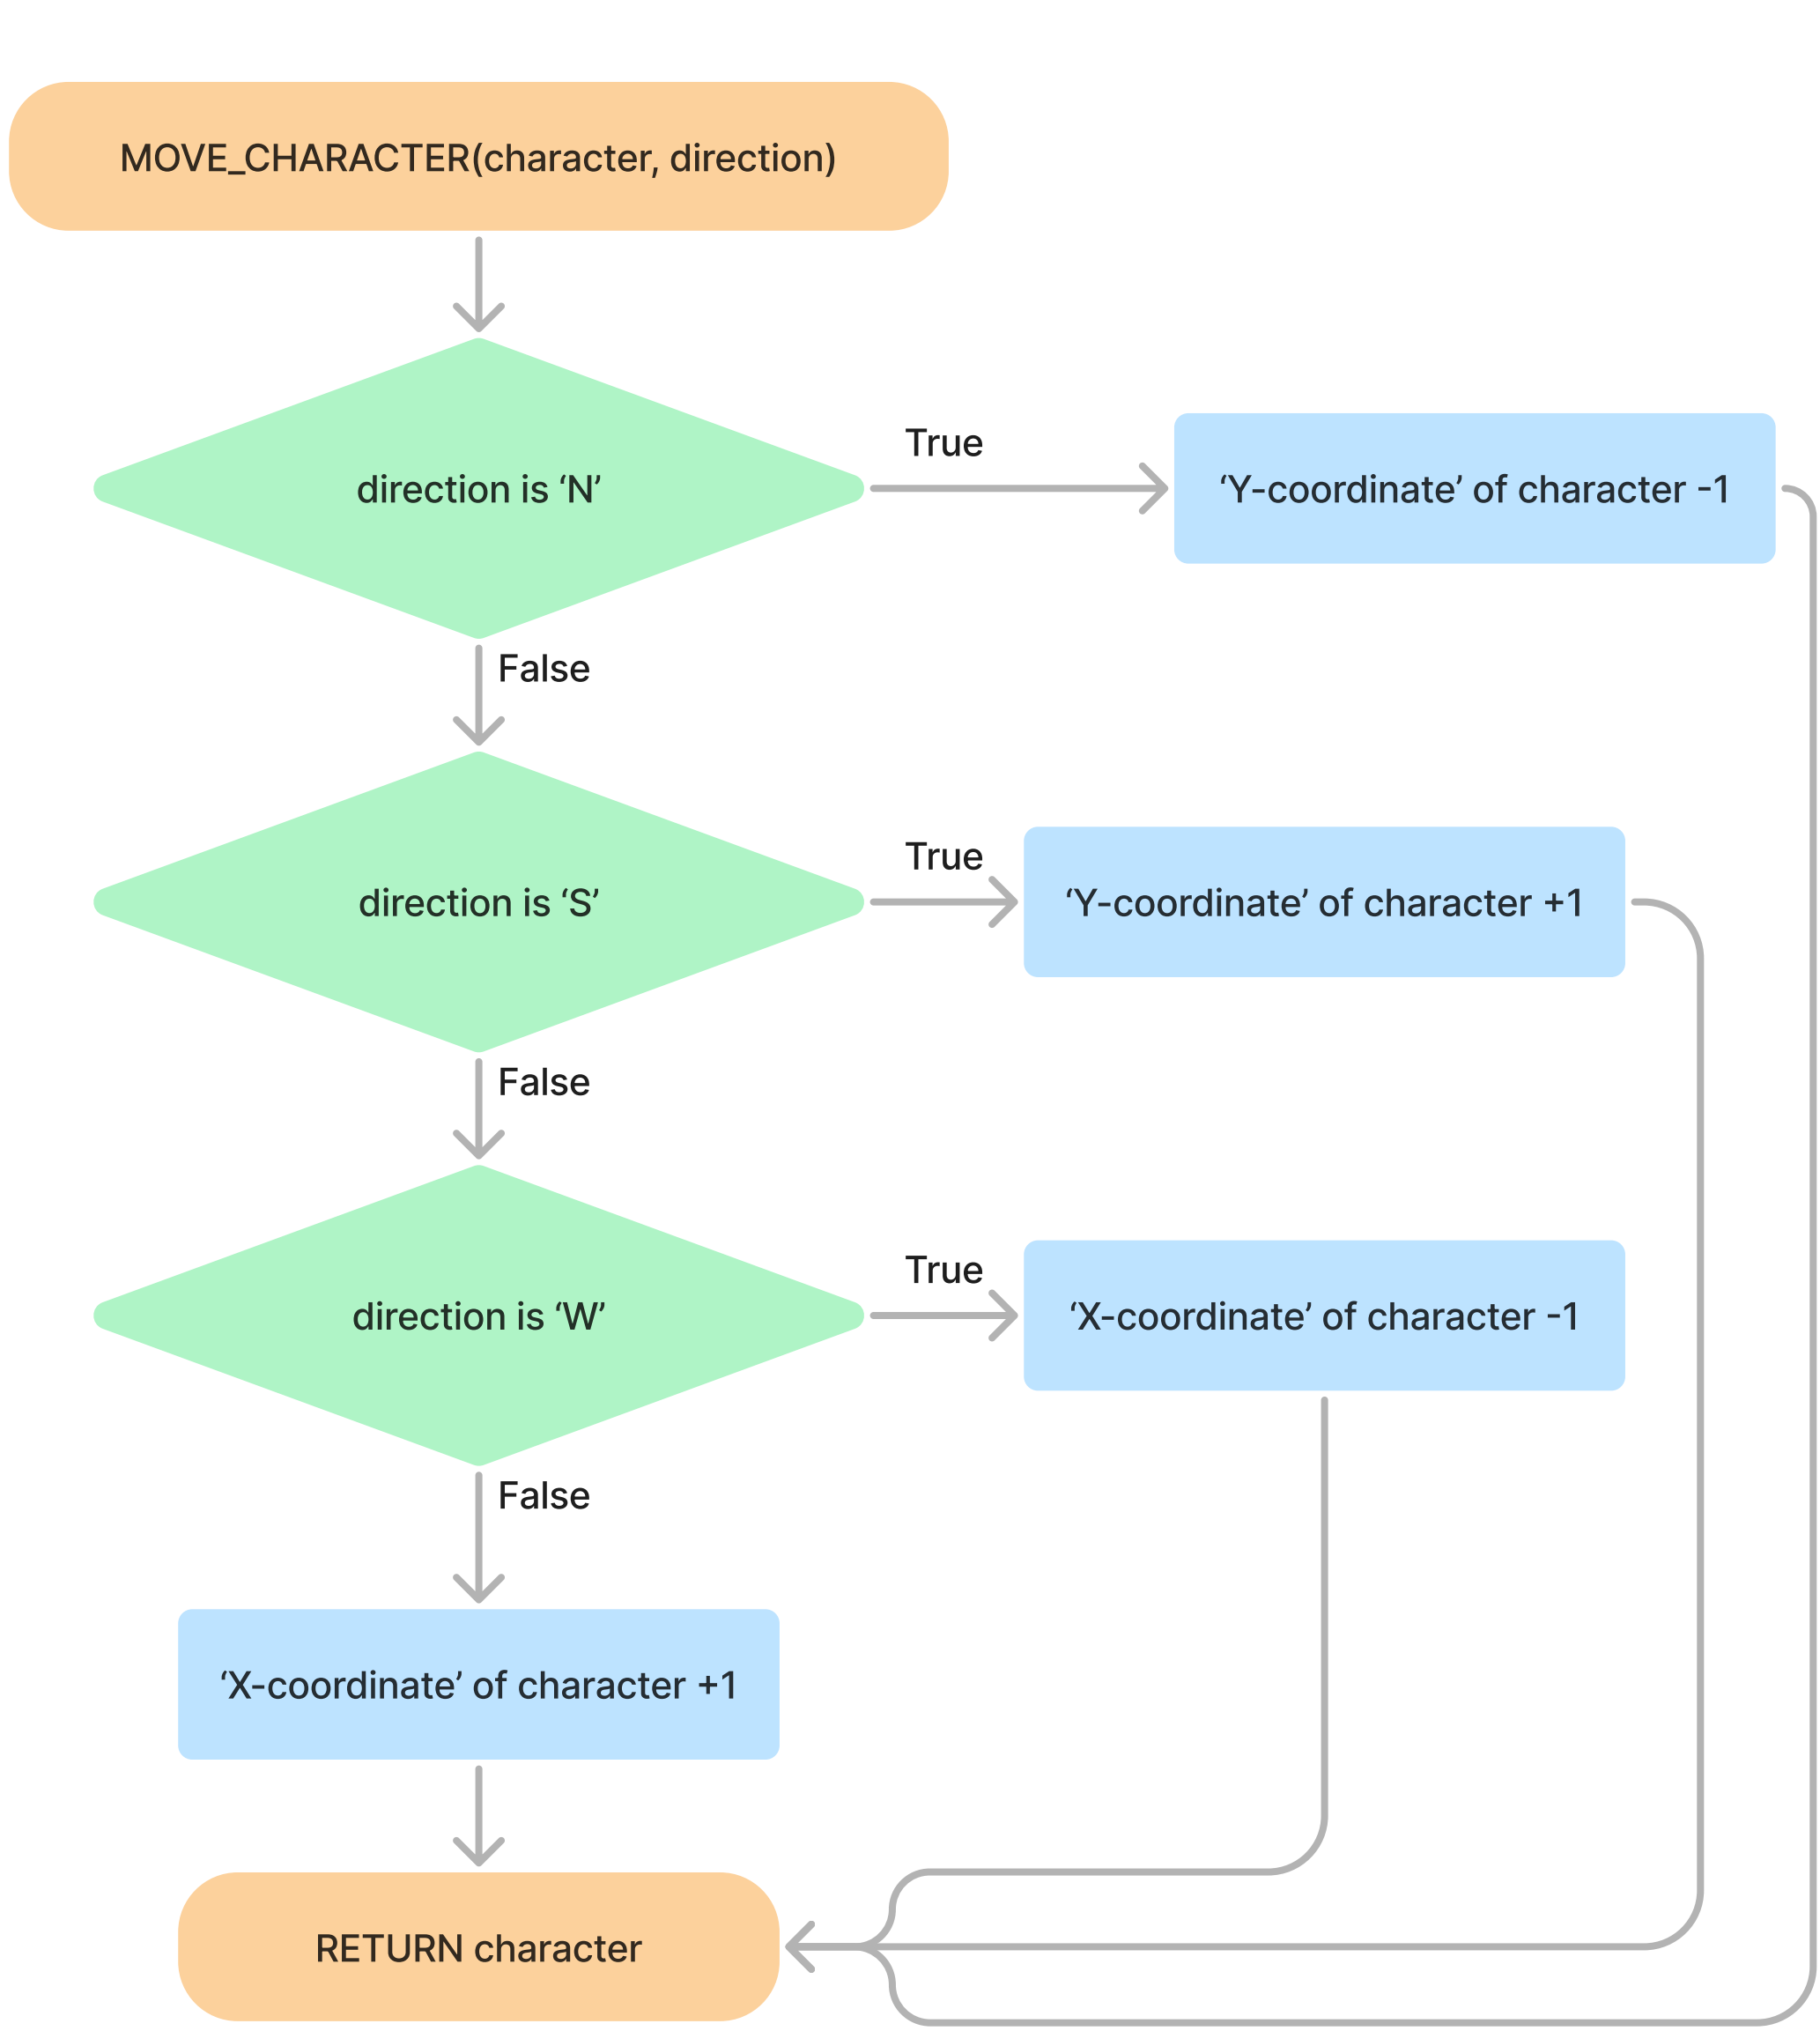 MOVE_CHARACTER(character, direction)
direction is ‘N’
True
‘Y-coordinate’ of character -1
False
direction is ‘S’
True
‘Y-coordinate’ of character +1
False
direction is ‘W’
True
‘X-coordinate’ of character -1
False
‘X-coordinate’ of character +1
RETURN character